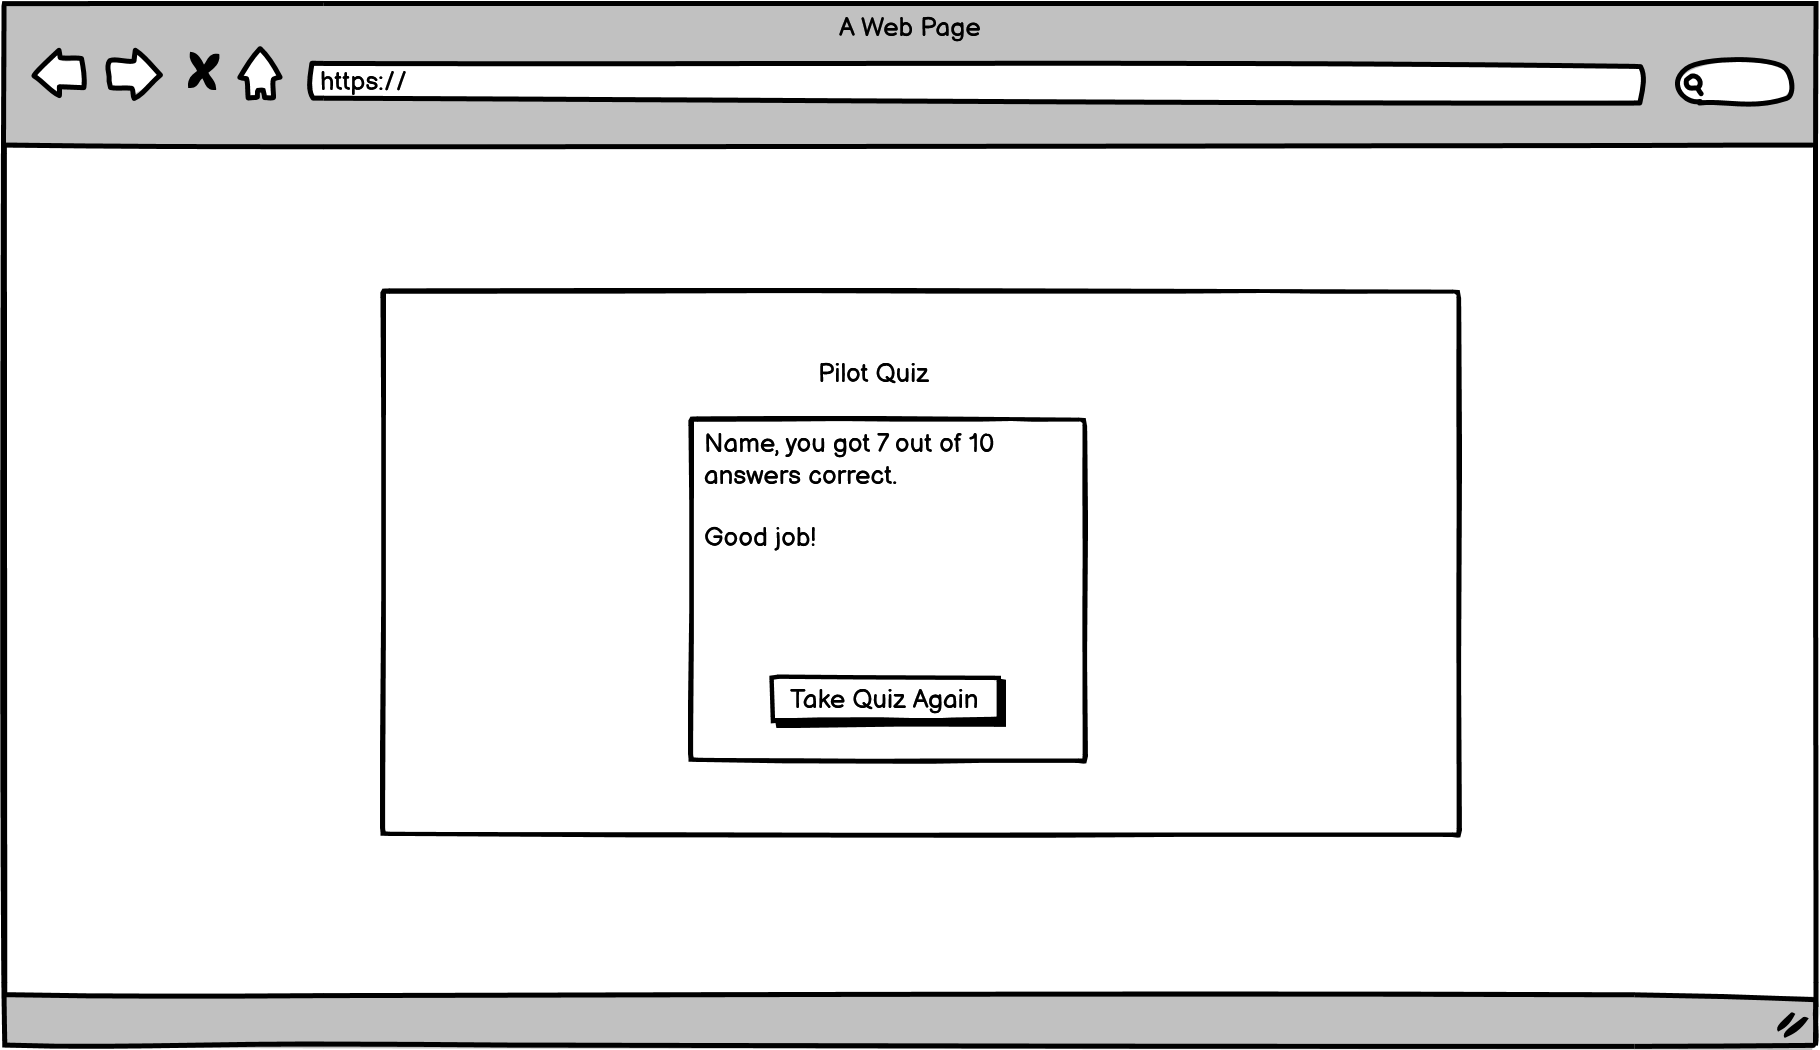 A Web Page
https://
Pilot Quiz
Name, you got 7 out of 10
answers correct.
Good job!
Take Quiz Again